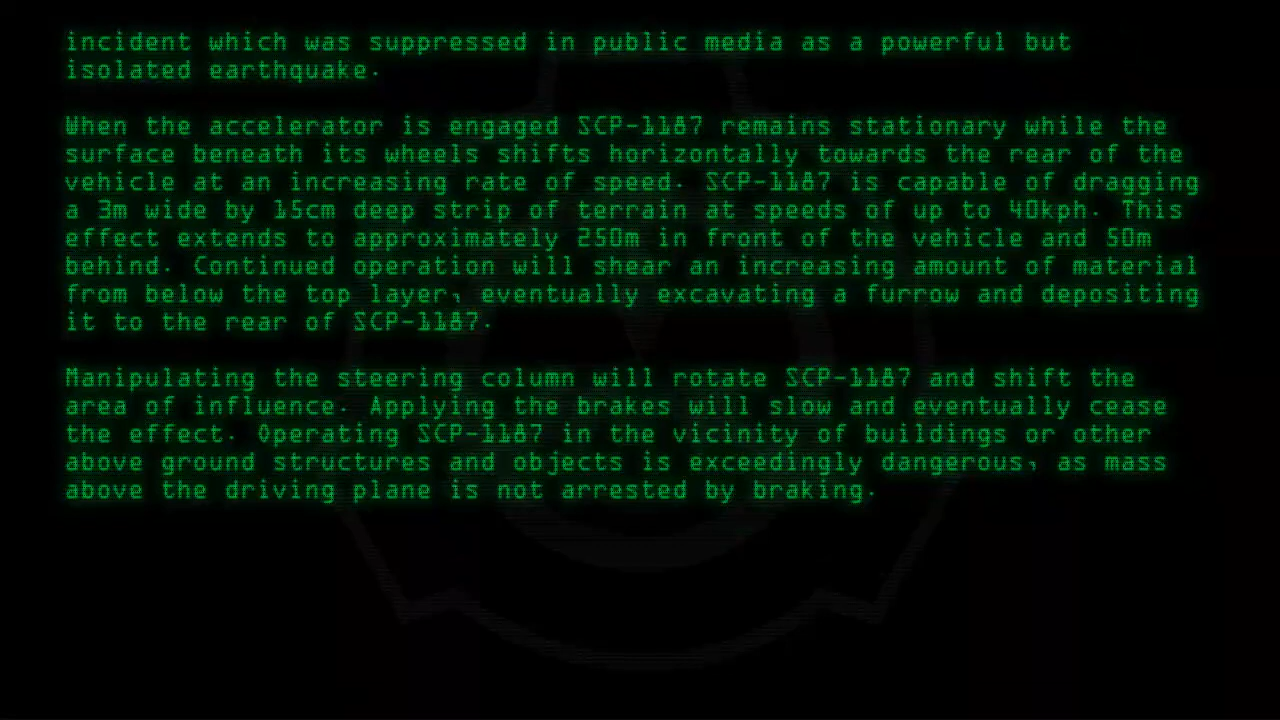 incident which was suppressed in public media as a powerful but
isolated earthquake.
When the accelerator is engaged SCP-1187 remains stationary while the
surface beneath its wheels shifts horizontally towards the rear of the
vehicle at an increasing rate of speed. SCP-1187 is capable of dragging
a 3m wide by 15cm deep strip of terrain at speeds of up to 40kph. This
effect extends to approximately 250m in front of the vehicle and 50m
behind. Continued operation will shear an increasing amount of material
from below the top layer, eventually excavating a furrow and depositing
it to the rear of SCP-1187.
Manipulating the steering column will rotate SCP-1187 and shift the
area of influence. Applying the brakes will slow and eventually cease
the effect. Operating SCP-1187 in the vicinity of buildings or other
above ground structures and objects is exceedingly dangerous, as mass
above the driving plane is not arrested by braking.